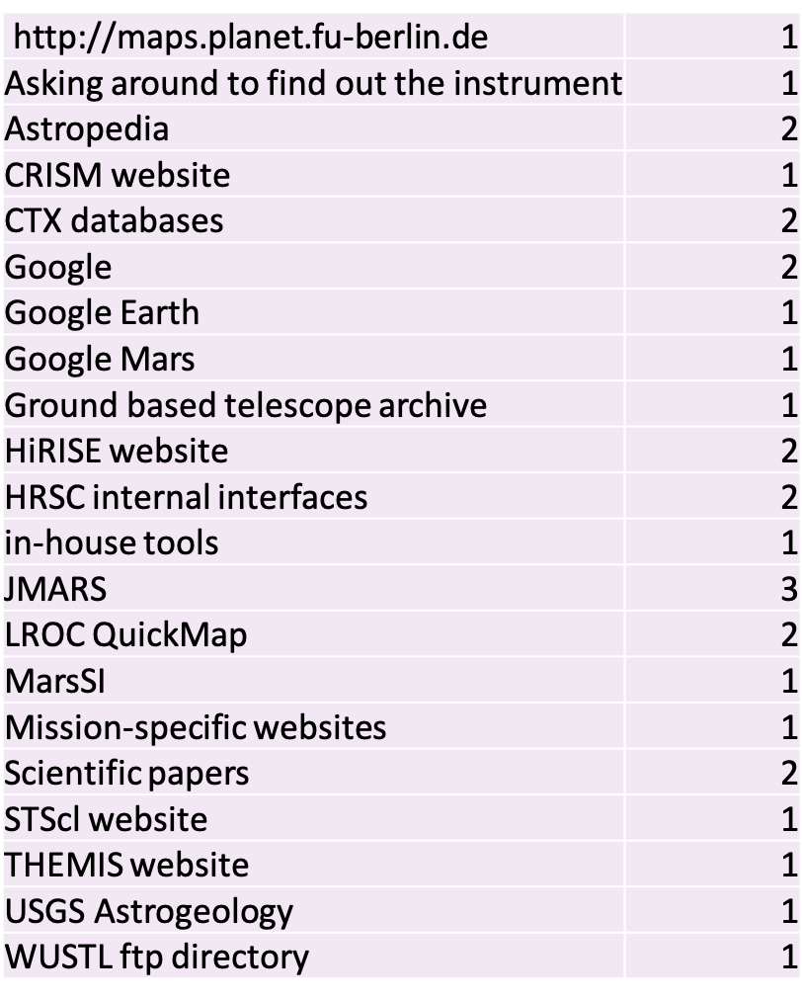 http://maps.planet.fu-berlin.de 1
Asking around to find out the instrument 1
Astropedia 2
CRISM website 1
CTX databases 2
Google 2
Google Earth 1
Google Mars 1
Ground based telescope archive 1
HiRISE website 2
HRSC internal interfaces 2
in-house tools 1
JMARS 3
LROC QuickMap 2
MarsSI 1
Mission-specific websites 1
Scientific papers 2
STScl website 1
THEMIS website 1
USGS Astrogeology 1
WUSTL ftp directory 1